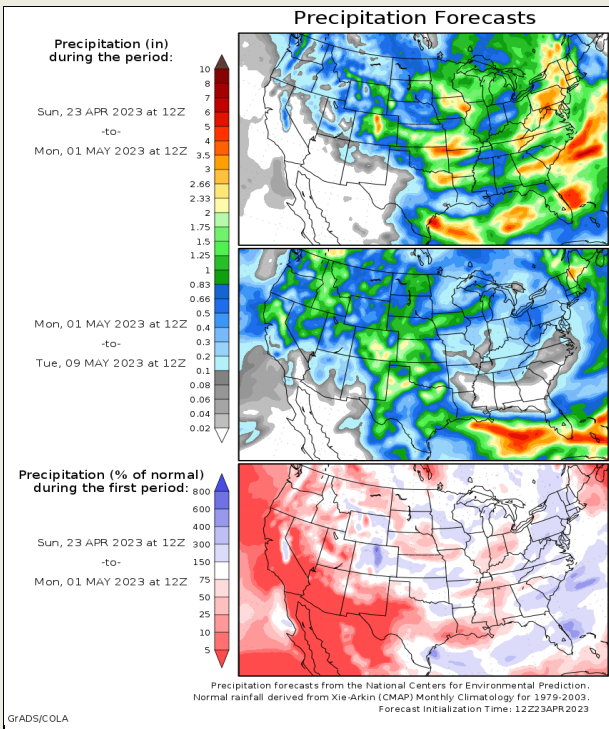 Precipitation Forecasts
Precipitation (in)
during the period:
Sun, 23 APR 2023 at 12Z
-to-
Mon, 01 MAY 2023 at 12Z
10
8
7
6
5
4
3.5
3
2.66
2.33
2
1.75
1.5
1.25
1
0.83
0.66
0.5
0.4
0.3
0.2
0.1
0.08
0.06
0.04
0.02
Mon, 01 MAY 2023 at 12Z
-to-
Tue, 09 MAY 2023 at 12Z
Precipitation (% of normal)
during the first period:
Sun, 23 APR 2023 at 12Z
-to-
Mon, 01 MAY 2023 at 12Z
800
600
400
300
150
75
50
25
10
5
Precipitation forecasts from the National Centers for Environmental Prediction.
Normal rainfall derived from Xie-Arkin (CMAP) Monthly Climatology for 1979-2003.
Forecast Initialization Time: 12Z23APR2023
GrADS/COLA